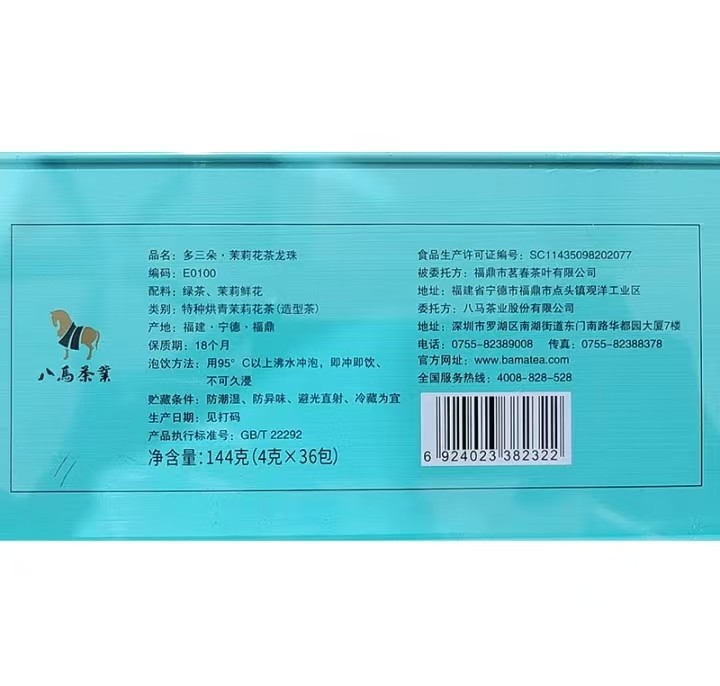 八馬茶業
品名：多三朵·茉莉花茶龙珠
编码：E0100
配料：绿茶、茉莉鲜花
类别：特种烘青茉莉花茶(造型茶)
产地：福建·宁德·福鼎
保质期：18个月
泡饮方法：用95°C以上沸水冲泡，即冲即饮、
不可久浸
贮藏条件：防潮湿、防异味、避光直射、冷藏为宜
生产日期：见打码
产品执行标准号：GB/T 22292
净含量：144克(4克×36包)
食品生产许可证编号：SC11435098202077
被委托方：福鼎市茗春茶叶有限公司
地址：福建省宁德市福鼎市点头镇观洋工业区
委托方：八马茶业股份有限公司
地址：深圳市罗湖区南湖街道东门南路华都园大厦7楼
电话：0755-82389008 传真：0755-82388378
官方网址：www.bamatea.com
全国服务热线：4008-828-528
6 924023 382322